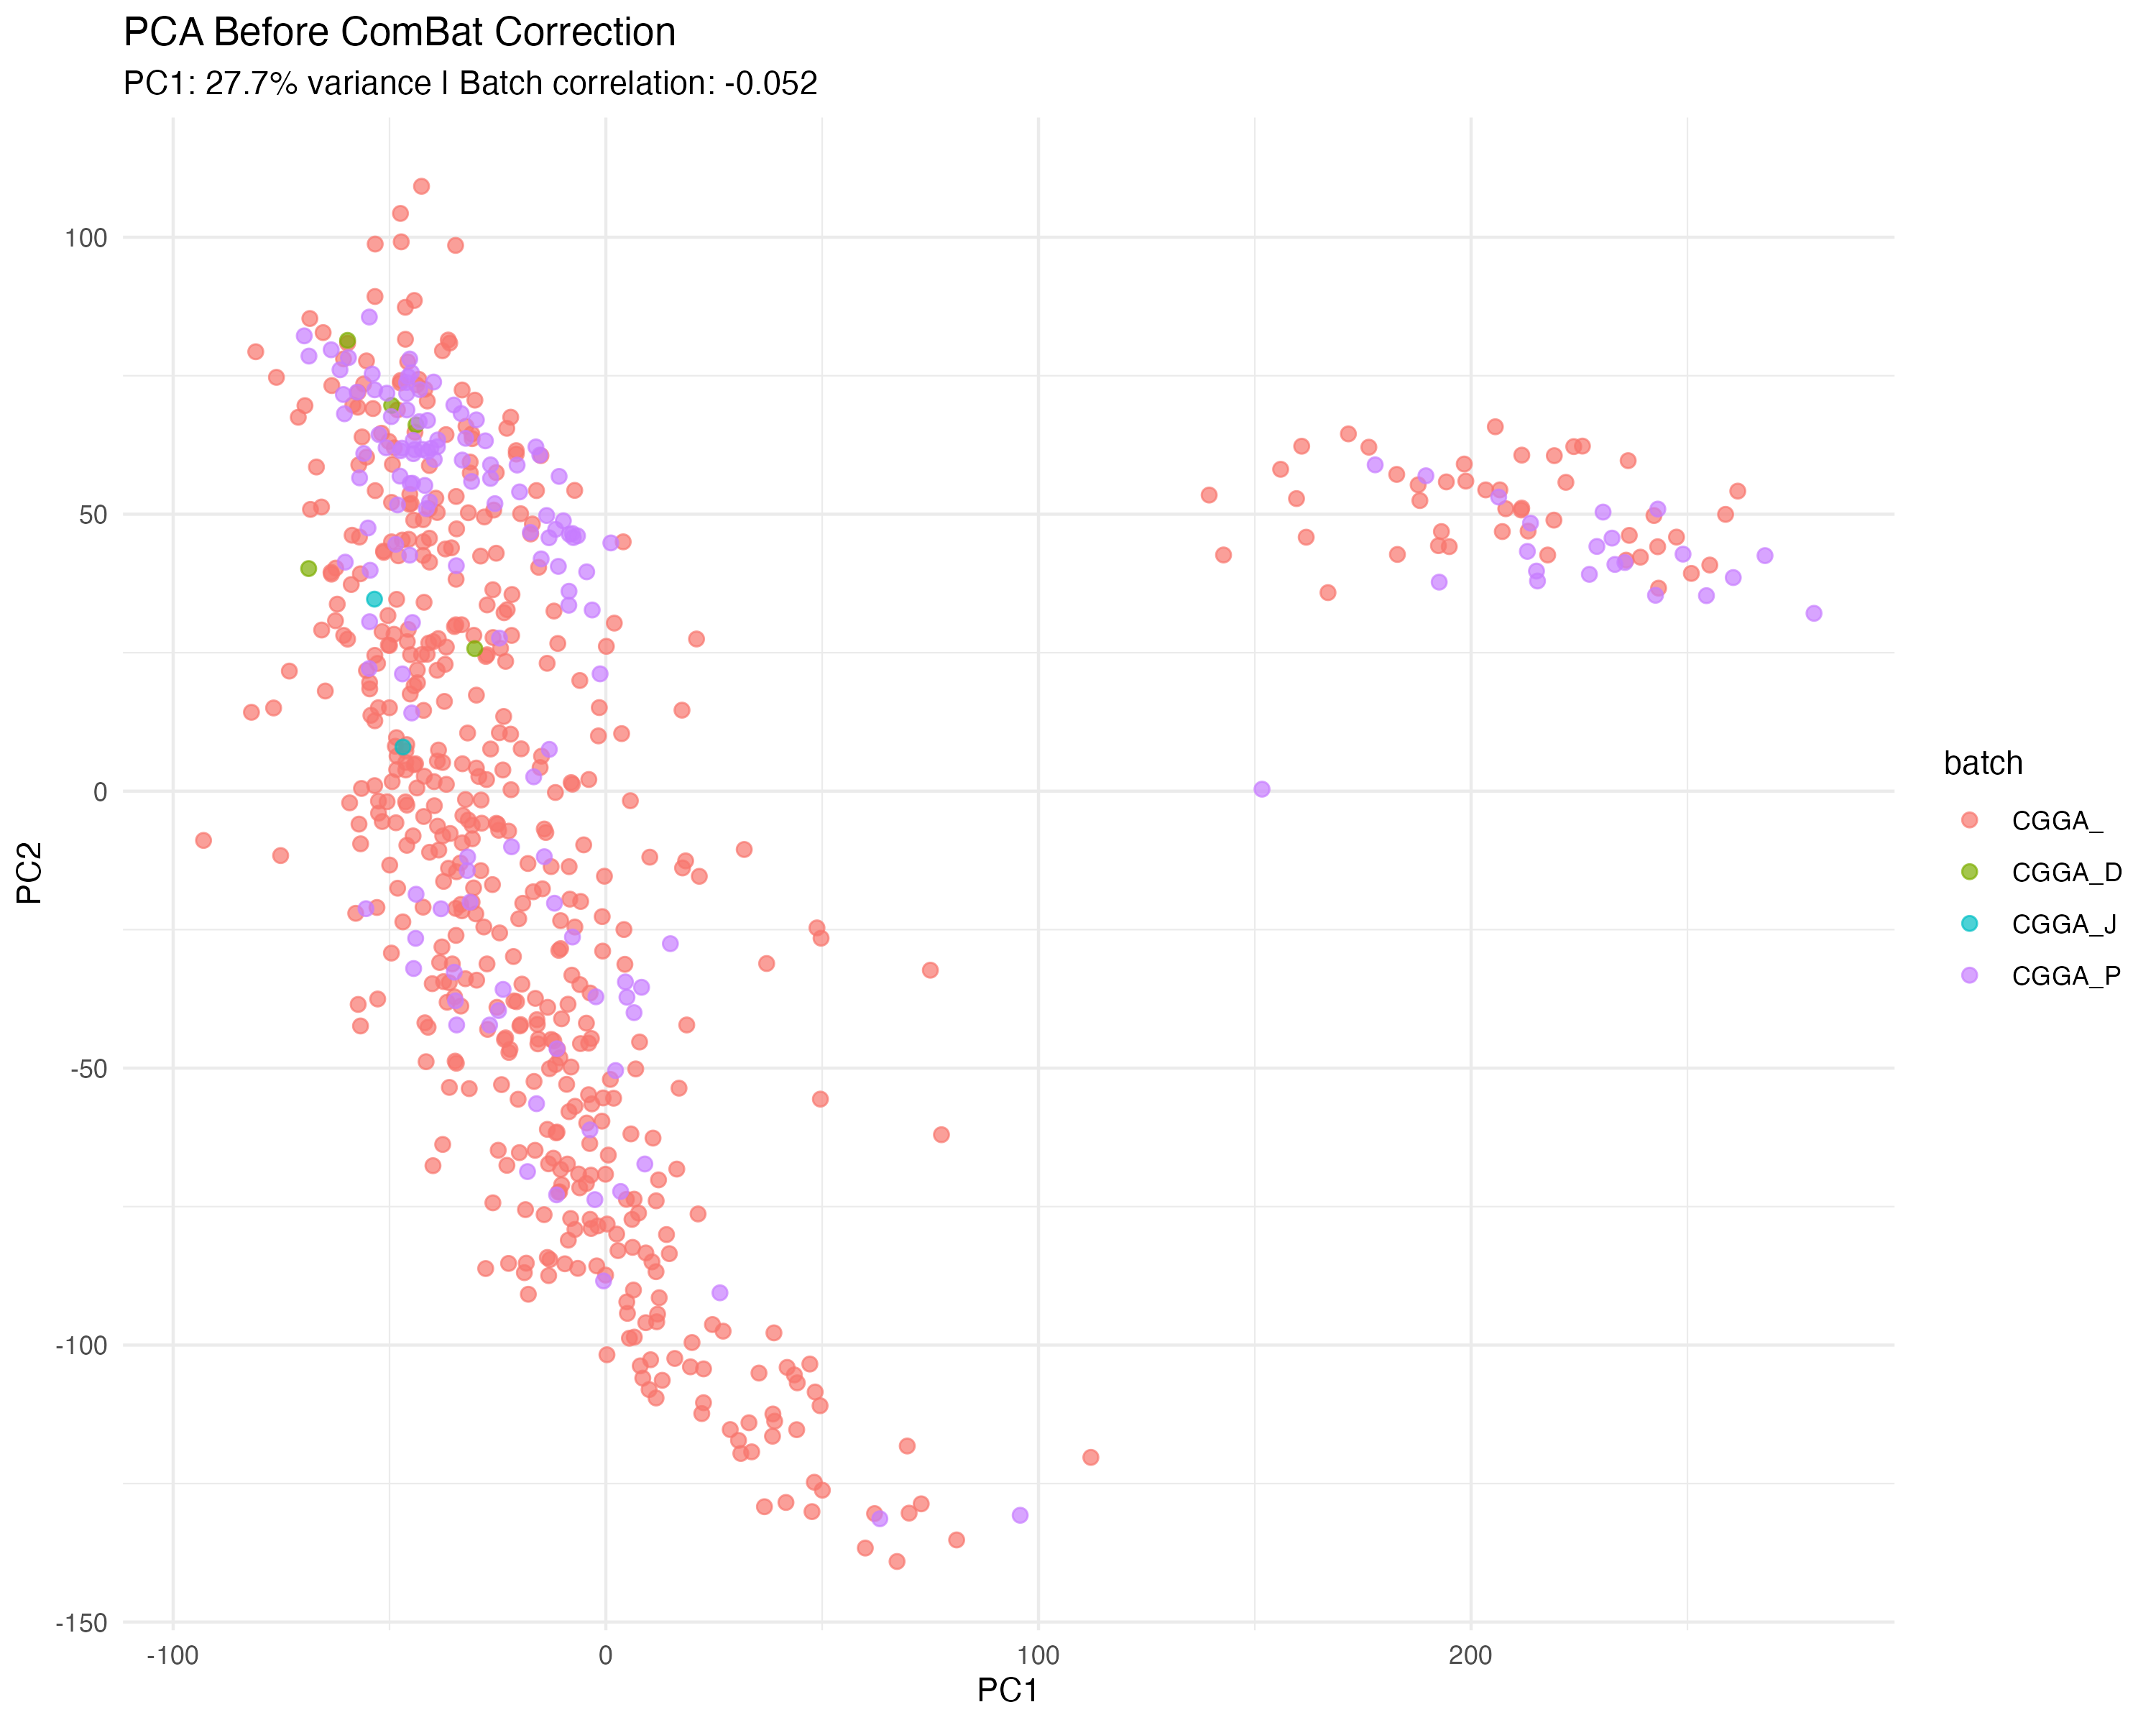 PCA Before ComBat Correction
PC1: 27.7% variance | Batch correlation: -0.052
100
50
0
-50
-100
-150
PC2
-100
0
100
200
PC1
batch
CGGA_
CGGA_D
CGGA_J
CGGA_P